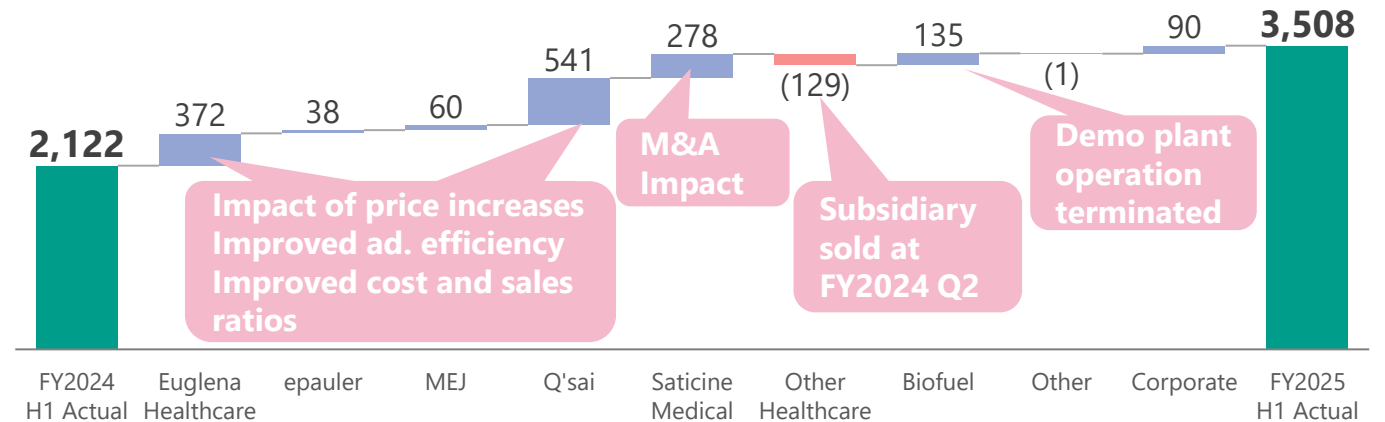 2,122
372
38
60
541
278
(129)
135
(1)
90
3,508
Impact of price increases
Improved ad. efficiency
Improved cost and sales
ratios
M&A
Impact
Subsidiary
sold at
FY2024 Q2
Demo plant
operation
terminated
FY2024
H1 Actual
Euglena
Healthcare
epauler
MEJ
Q'sai
Saticine
Medical
Other
Healthcare
Biofuel
Other
Corporate
FY2025
H1 Actual